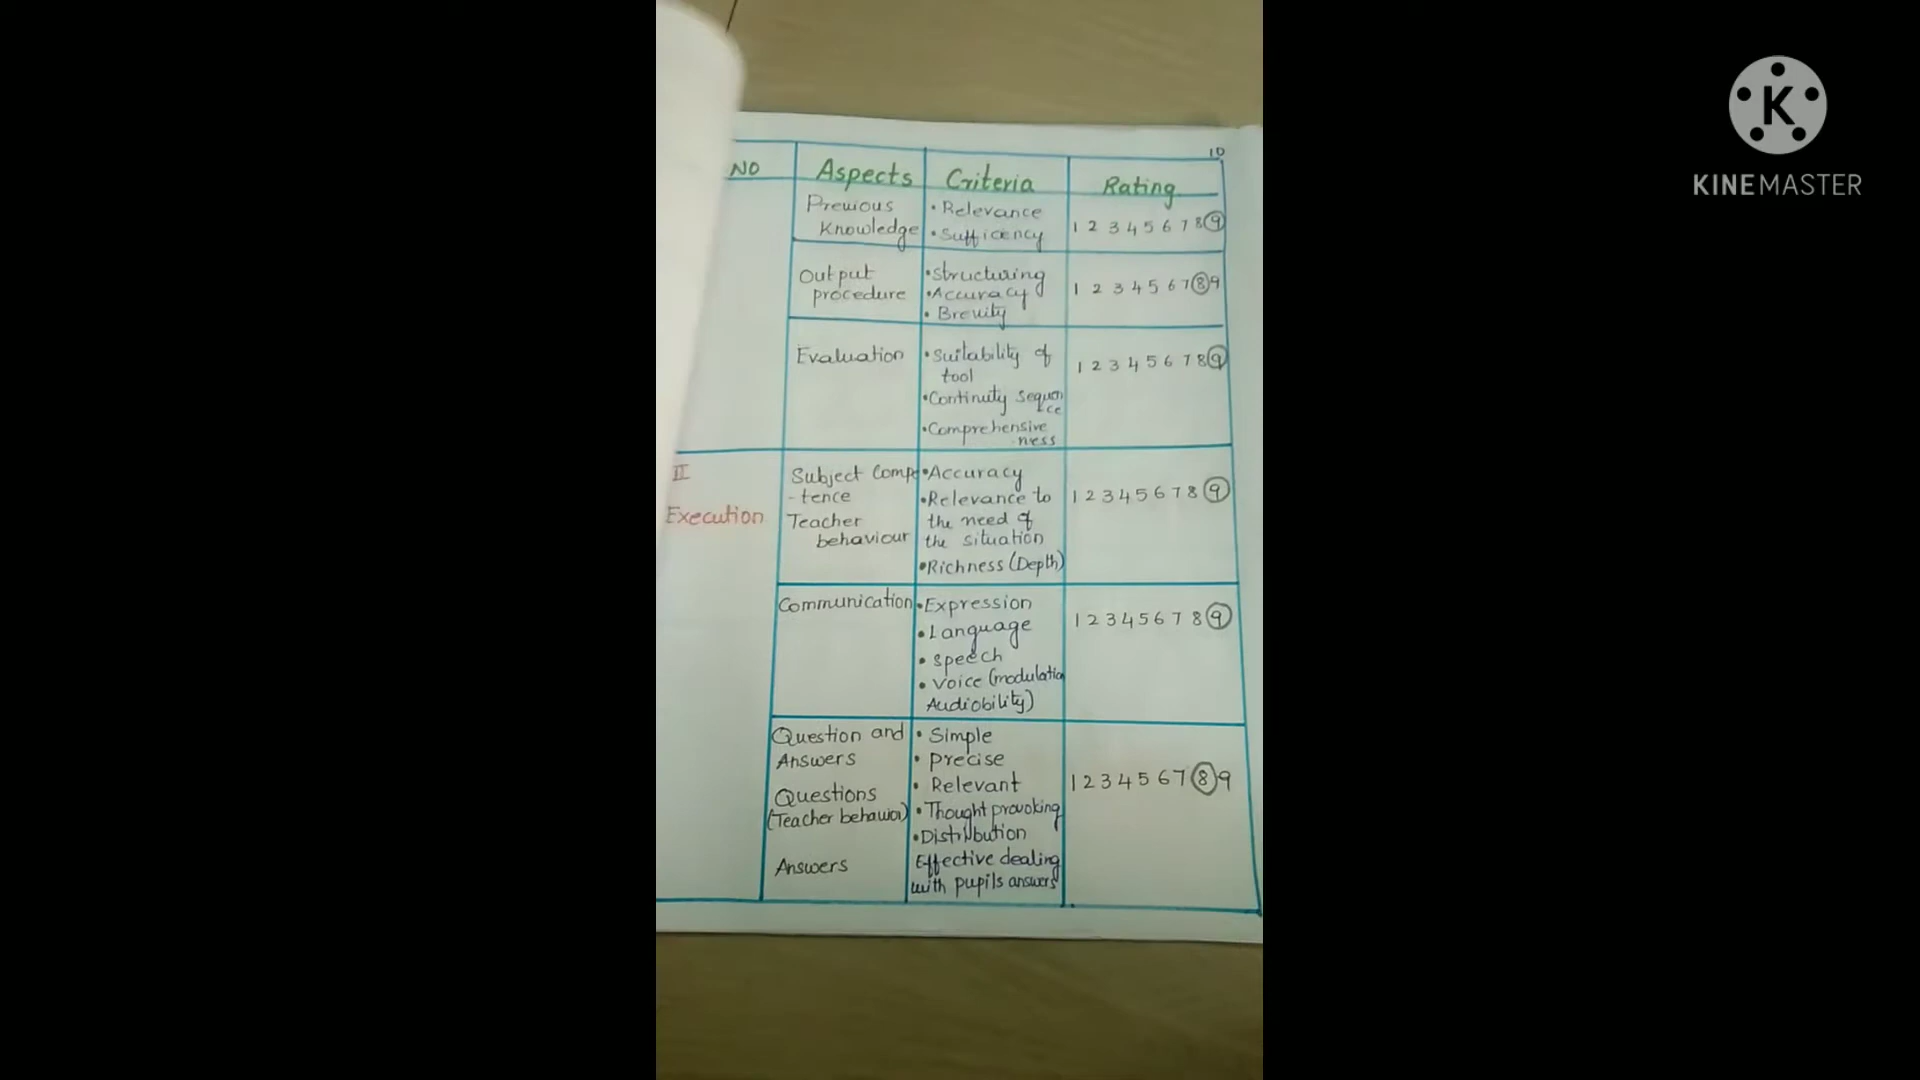 10
NO Aspects Criteria Rating
Previous
Knowledge
• Relevance
• Sufficency
1 2 3 4 5 6 7 8 9
Output
procedure
• Structuring
• Accuracy
• Brevity
1 2 3 4 5 6 7 8 9
Evaluation
• Suitability of
tool
• Continuity sequen
ce
• Comprehensive
ness
1 2 3 4 5 6 7 8 9
II
Execution
Subject Compe
-tence
Teacher
behaviour
• Accuracy
• Relevance to
the need of
the situation
• Richness (Depth)
1 2 3 4 5 6 7 8 9
Communication
• Expression
• Language
• Speech
• Voice (modulation
Audiobility)
1 2 3 4 5 6 7 8 9
Question and
Answers
Questions
(Teacher behavior)
Answers
• Simple
• precise
• Relevant
• Thought provoking
• Distribution
Effective dealing
with pupils answers
1 2 3 4 5 6 7 8 9
K
KINEMASTER